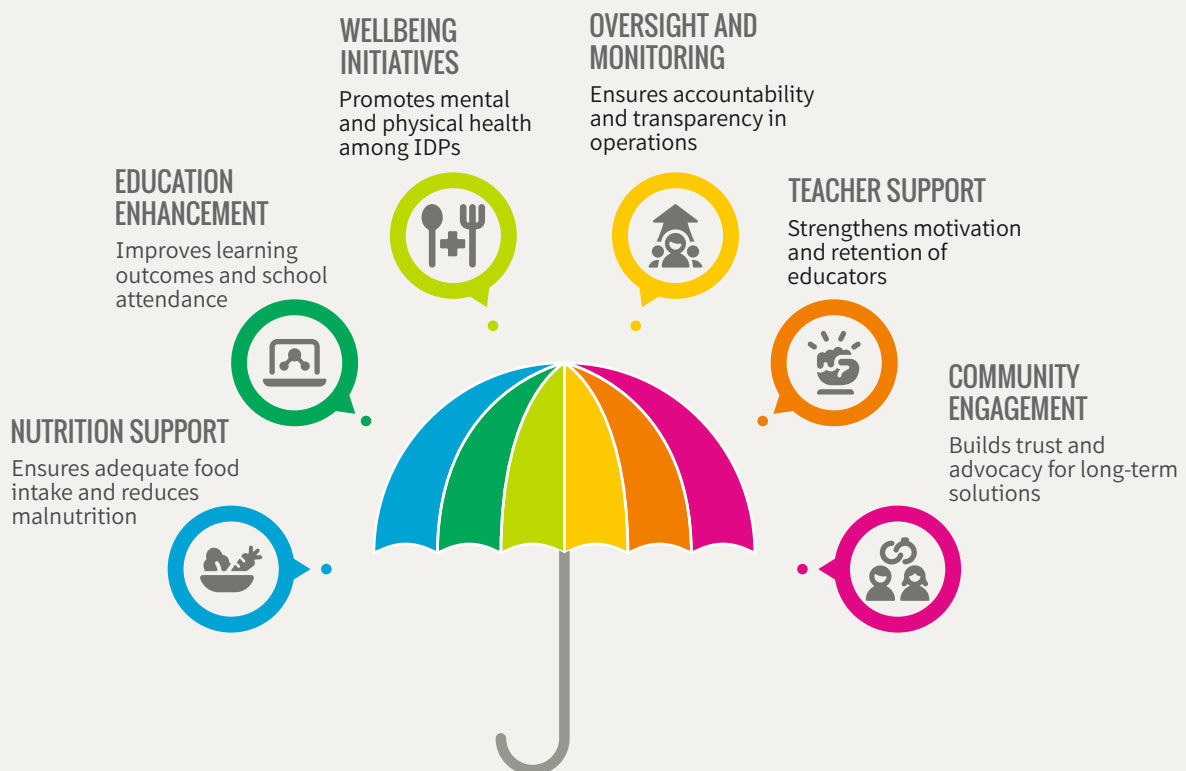 WELLBEING
INITIATIVES
Promotes mental
and physical health
among IDPs
OVERSIGHT AND
MONITORING
Ensures accountability
and transparency in
operations
EDUCATION
ENHANCEMENT
Improves learning
outcomes and school
attendance
TEACHER SUPPORT
Strengthens motivation
and retention of
educators
NUTRITION SUPPORT
Ensures adequate food
intake and reduces
malnutrition
COMMUNITY
ENGAGEMENT
Builds trust and
advocacy for long-term
solutions